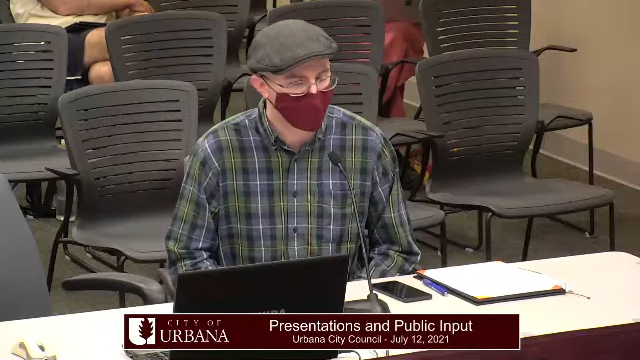 CITY OF
URBANA
Presentations and Public Input
Urbana City Council - July 12, 2021